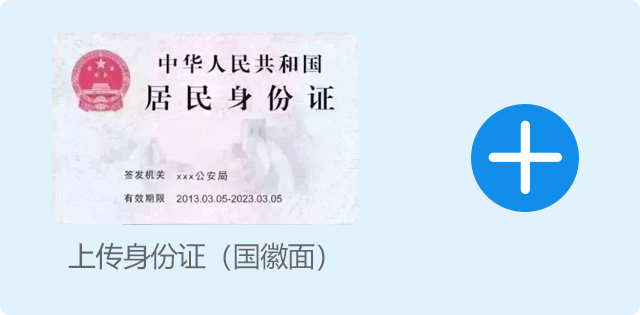 中华人民共和国
居民身份证
签发机关 xxx公安局
有效期限 2013.03.05-2023.03.05
上传身份证（国徽面）